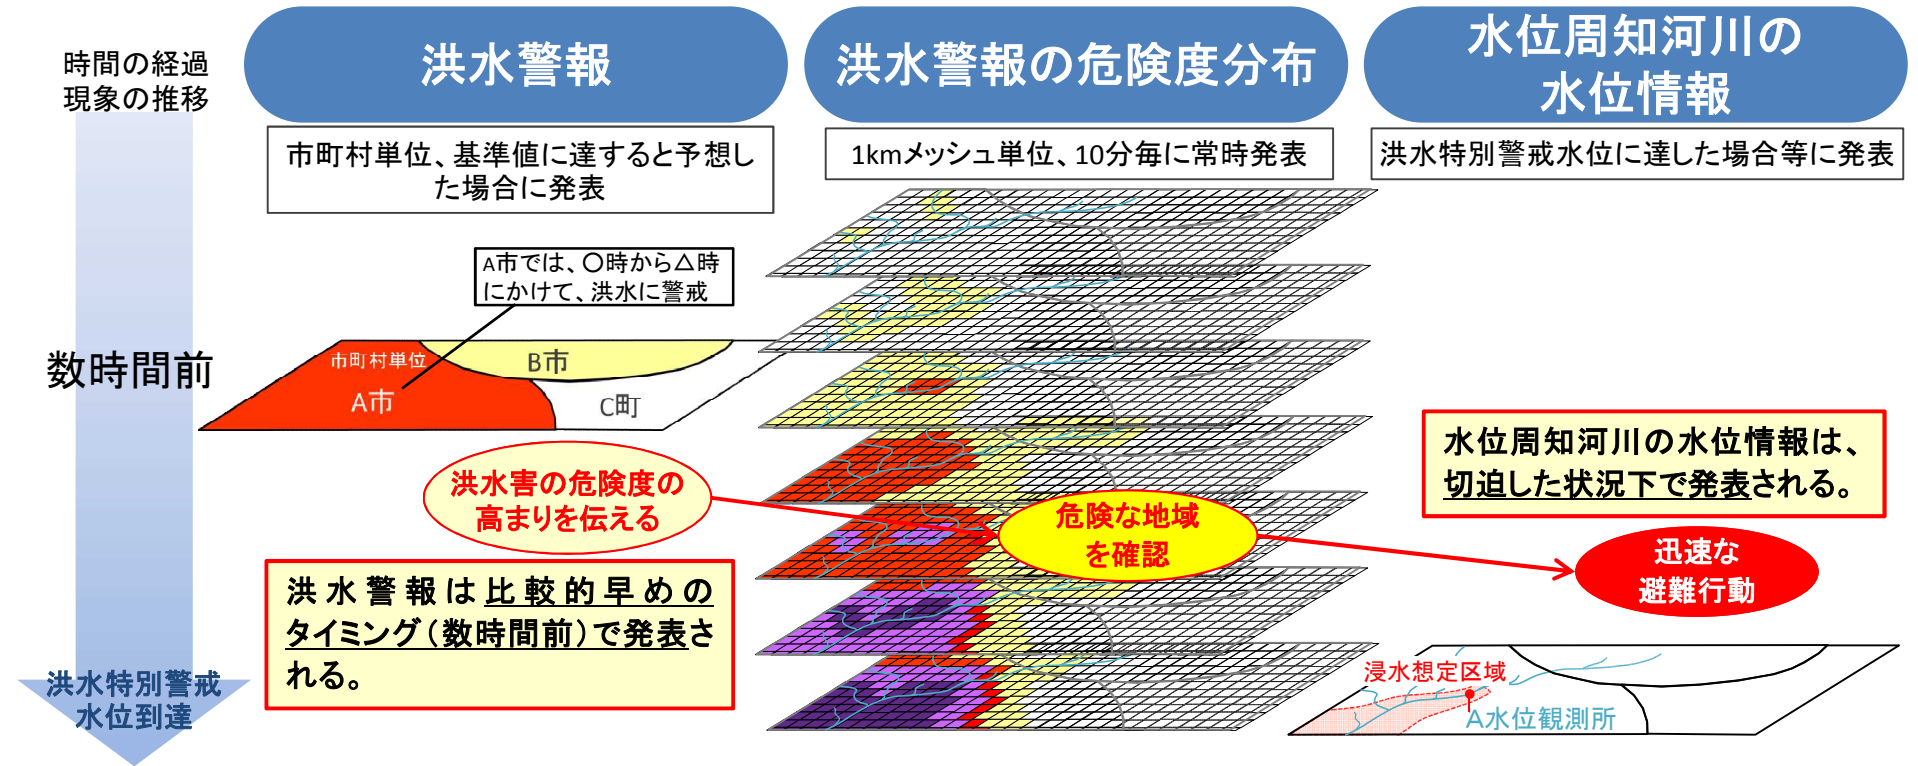 時間の経過
現象の推移
数時間前
洪水特別警戒
水位到達
洪水警報
市町村単位、基準値に達すると予想し
た場合に発表
A市では、〇時から△時
にかけて、洪水に警戒
市町村単位
A市
B市
C町
洪水害の危険度の
高まりを伝える
洪水警報は比較的早めの
タイミング(数時間前)で発表さ
れる。
洪水警報の危険度分布
1kmメッシュ単位、10分毎に常時発表
危険な地域
を確認
水位周知河川の
水位情報
洪水特別警戒水位に達した場合等に発表
水位周知河川の水位情報は、
切迫した状況下で発表される。
迅速な
避難行動
浸水想定区域
A水位観測所